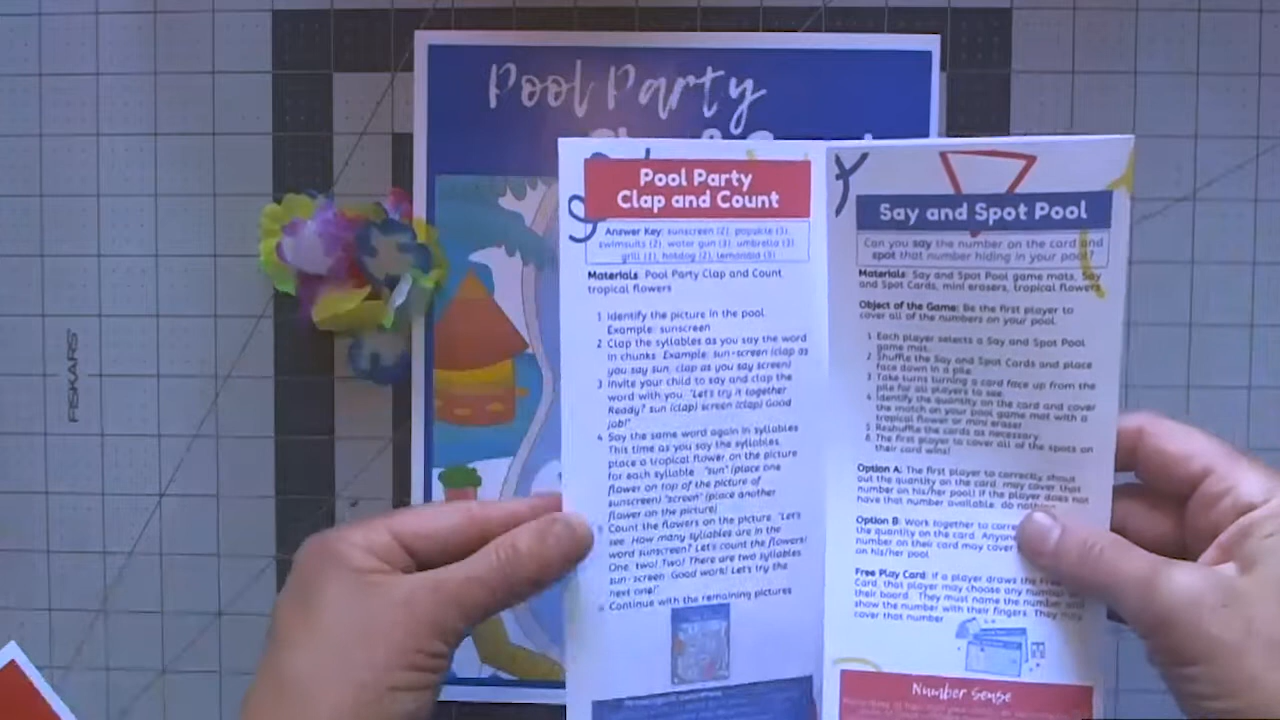 Pool Party
FISKARS
Pool Party
Clap and Count
Answer Key: sunscreen (2), popsicle (3),
swimsuits (2), water gun (3), umbrella (3)
grill (1), hotdog (2), lemonade (3)
Materials: Pool Party Clap and Count
tropical flowers
1 Identify the picture in the pool
Example: sunscreen
2 Clap the syllables as you say the word
in chunks Example: sun-screen (clap as
you say sun, clap as you say screen)
3 Invite your child to say and clap the
word with you. "Let's try it together
Ready? sun (clap) screen (clap) Good
job!"
4 Say the same word again in syllables
This time as you say the syllables,
place a tropical flower on the picture
for each syllable. "sun" (place one
flower on top of the picture of
sunscreen) "screen" (place another
flower on the picture)
Count the flowers on the picture. "Let's
see. How many syllables are in the
word sunscreen? Let's count the flowers!
One, two! Two! There are two syllables
sun-screen. Good work! Let's try the
next one!"
Continue with the remaining pictures
Say and Spot Pool
Can you say the number on the card and
spot that number hiding in your pool?
Materials: Say and Spot Pool game mats, Say
and Spot Cards, mini erasers, tropical flowers
Object of the Game: Be the first player to
cover all of the numbers on your pool.
1 Each player selects a Say and Spot Pool
game mat.
2 Shuffle the Say and Spot Cards and place
face down in a pile
3 Take turns turning a card face up from the
pile for all players to see.
4 Identify the quantity on the card and cover
the match on your pool game mat with a
tropical flower or mini eraser
5 Reshuffle the cards as necessary.
6 The first player to cover all of the spots on
their card wins!
Option A: The first player to correctly shout
out the quantity on the card, may cover that
number on his/her pool! If the player does not
have that number available, do nothing
Option B: Work together to
the quantity on the card. Anyone
number on their card may cover
on his/her pool
Free Play Card: If a player draws the Free
Card, that player may choose any
their board. They must name the number and
show the number with their fingers. They may
cover that number
Number Sense